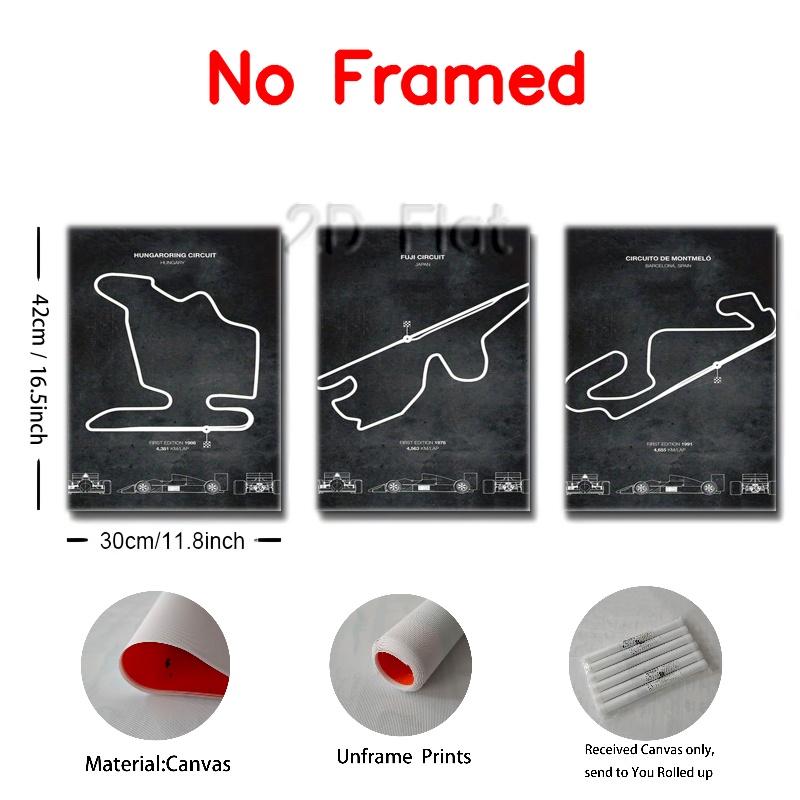 No Framed
2D Flat
HUNGARORING CIRCUIT
HUNGARY
FIRST EDITION 1986
4,381 KM/LAP
FUJI CIRCUIT
JAPAN
FIRST EDITION 1976
4,563 KM/LAP
CIRCUITO DE MONTMELÓ
BARCELONA, SPAIN
FIRST EDITION 1991
4,655 KM/LAP
42cm / 16.5inch
30cm/11.8inch
Material:Canvas
Unframe Prints
Received Canvas only,
send to You Rolled up